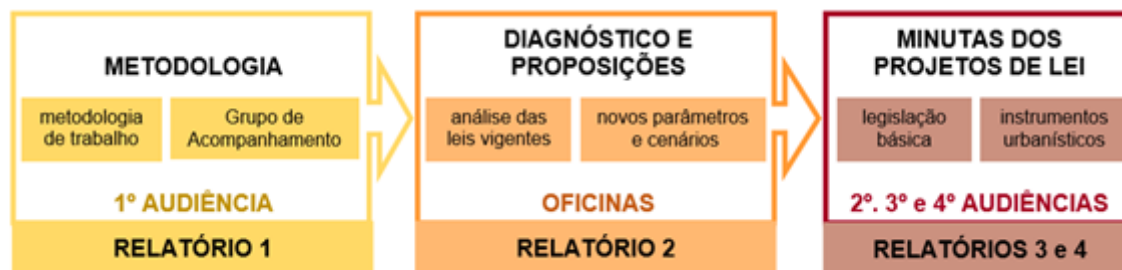 METODOLOGIA
metodologia
de trabalho
Grupo de
Acompanhamento
1º AUDIÊNCIA
RELATÓRIO 1
DIAGNÓSTICO E
PROPOSIÇÕES
análise das
leis vigentes
novos parâmetros
e cenários
OFICINAS
RELATÓRIO 2
MINUTAS DOS
PROJETOS DE LEI
legislação
básica
instrumentos
urbanísticos
2º. 3º e 4º AUDIÊNCIAS
RELATÓRIOS 3 e 4